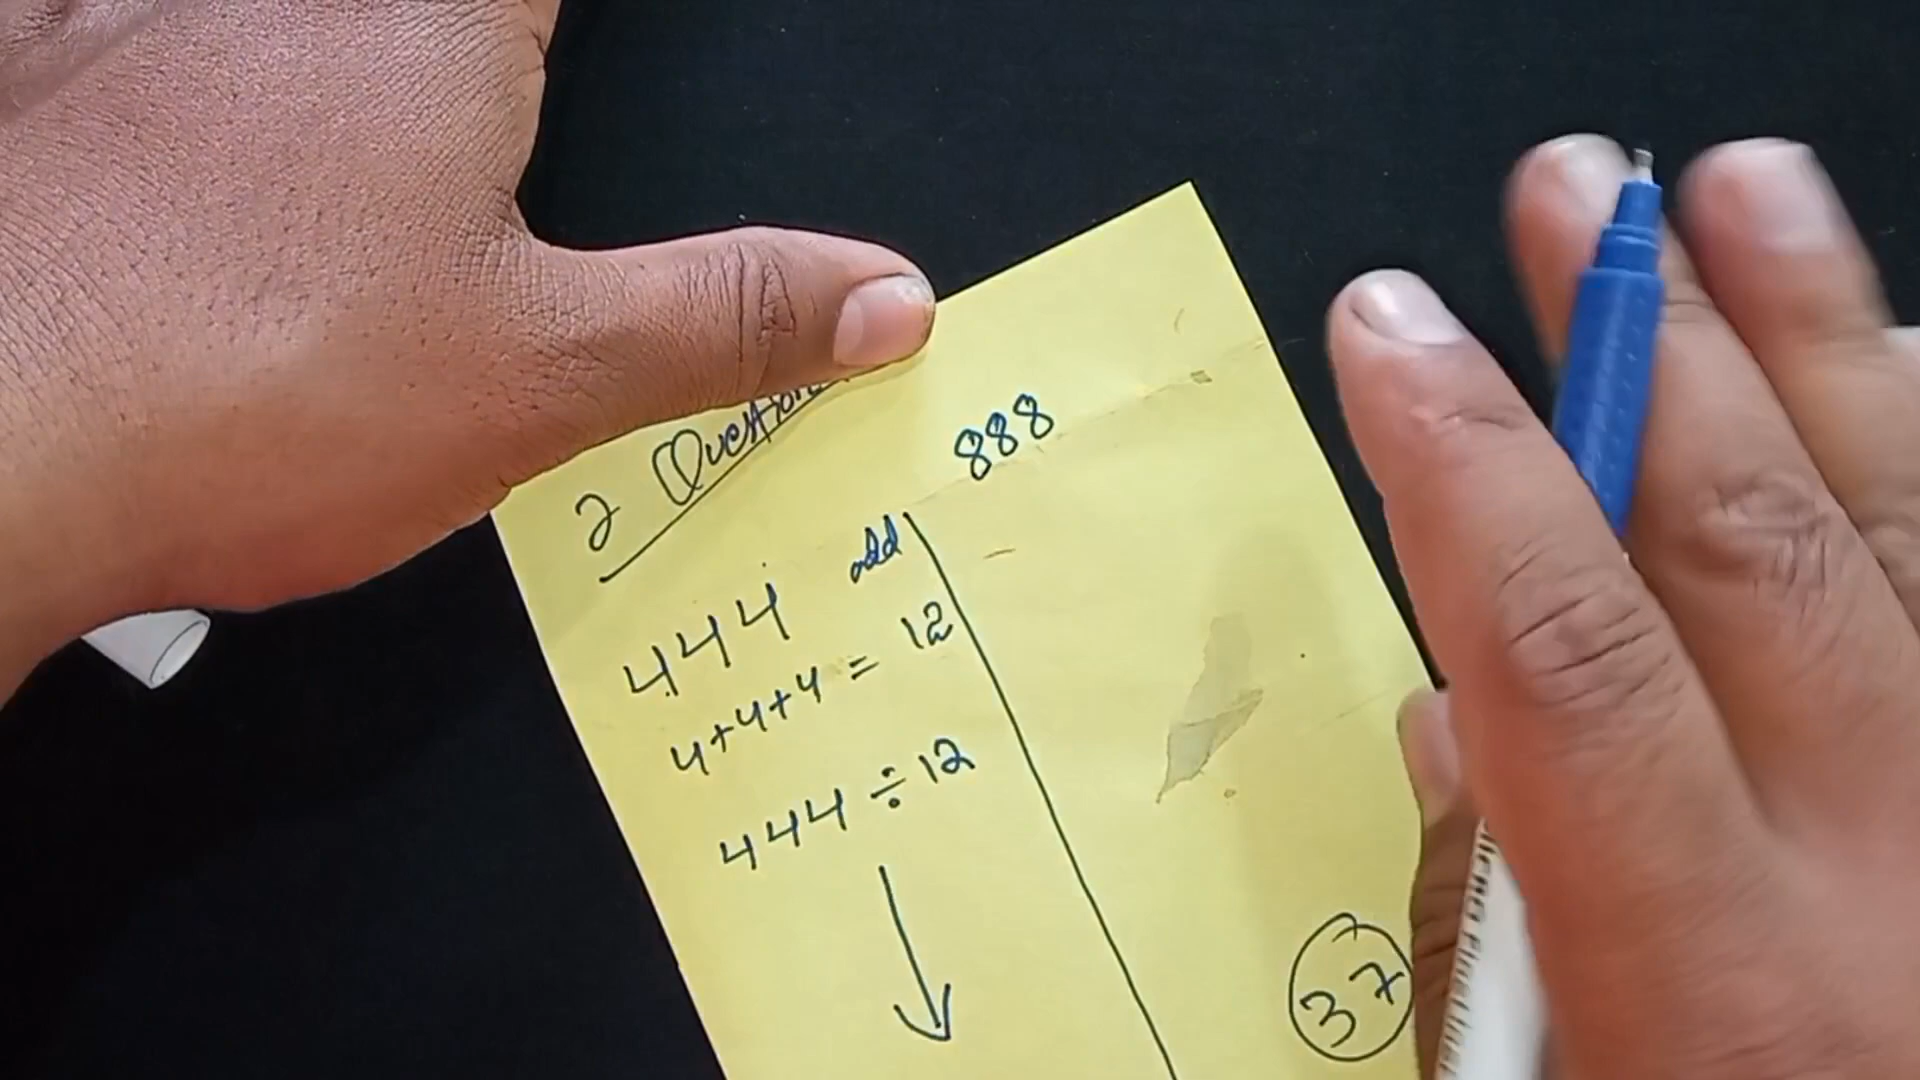 2 Question
888
444 add
4+4+4 = 12
444 ÷ 12
37